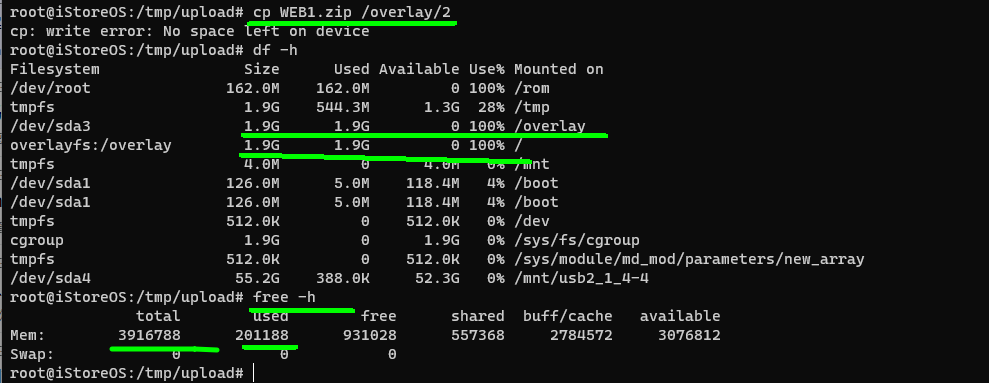 root@iStoreOS:/tmp/upload# cp WEB1.zip /overlay/2
cp: write error: No space left on device
root@iStoreOS:/tmp/upload# df -h
Filesystem Size Used Available Use% Mounted on
/dev/root 162.0M 162.0M 0 100% /rom
tmpfs 1.9G 544.3M 1.3G 28% /tmp
/dev/sda3 1.9G 1.9G 0 100% /overlay
overlayfs:/overlay 1.9G 1.9G 0 100% /
tmpfs 4.0M 0 4.0M 0% /mnt
/dev/sda1 126.0M 5.0M 118.4M 4% /boot
/dev/sda1 126.0M 5.0M 118.4M 4% /boot
tmpfs 512.0K 0 512.0K 0% /dev
cgroup 1.9G 0 1.9G 0% /sys/fs/cgroup
tmpfs 512.0K 0 512.0K 0% /sys/module/md_mod/parameters/new_array
/dev/sda4 55.2G 388.0K 52.3G 0% /mnt/usb2_1_4-4
root@iStoreOS:/tmp/upload# free -h
total used free shared buff/cache available
Mem: 3916788 201188 931028 557368 2784572 3076812
Swap: 0 0 0
root@iStoreOS:/tmp/upload#